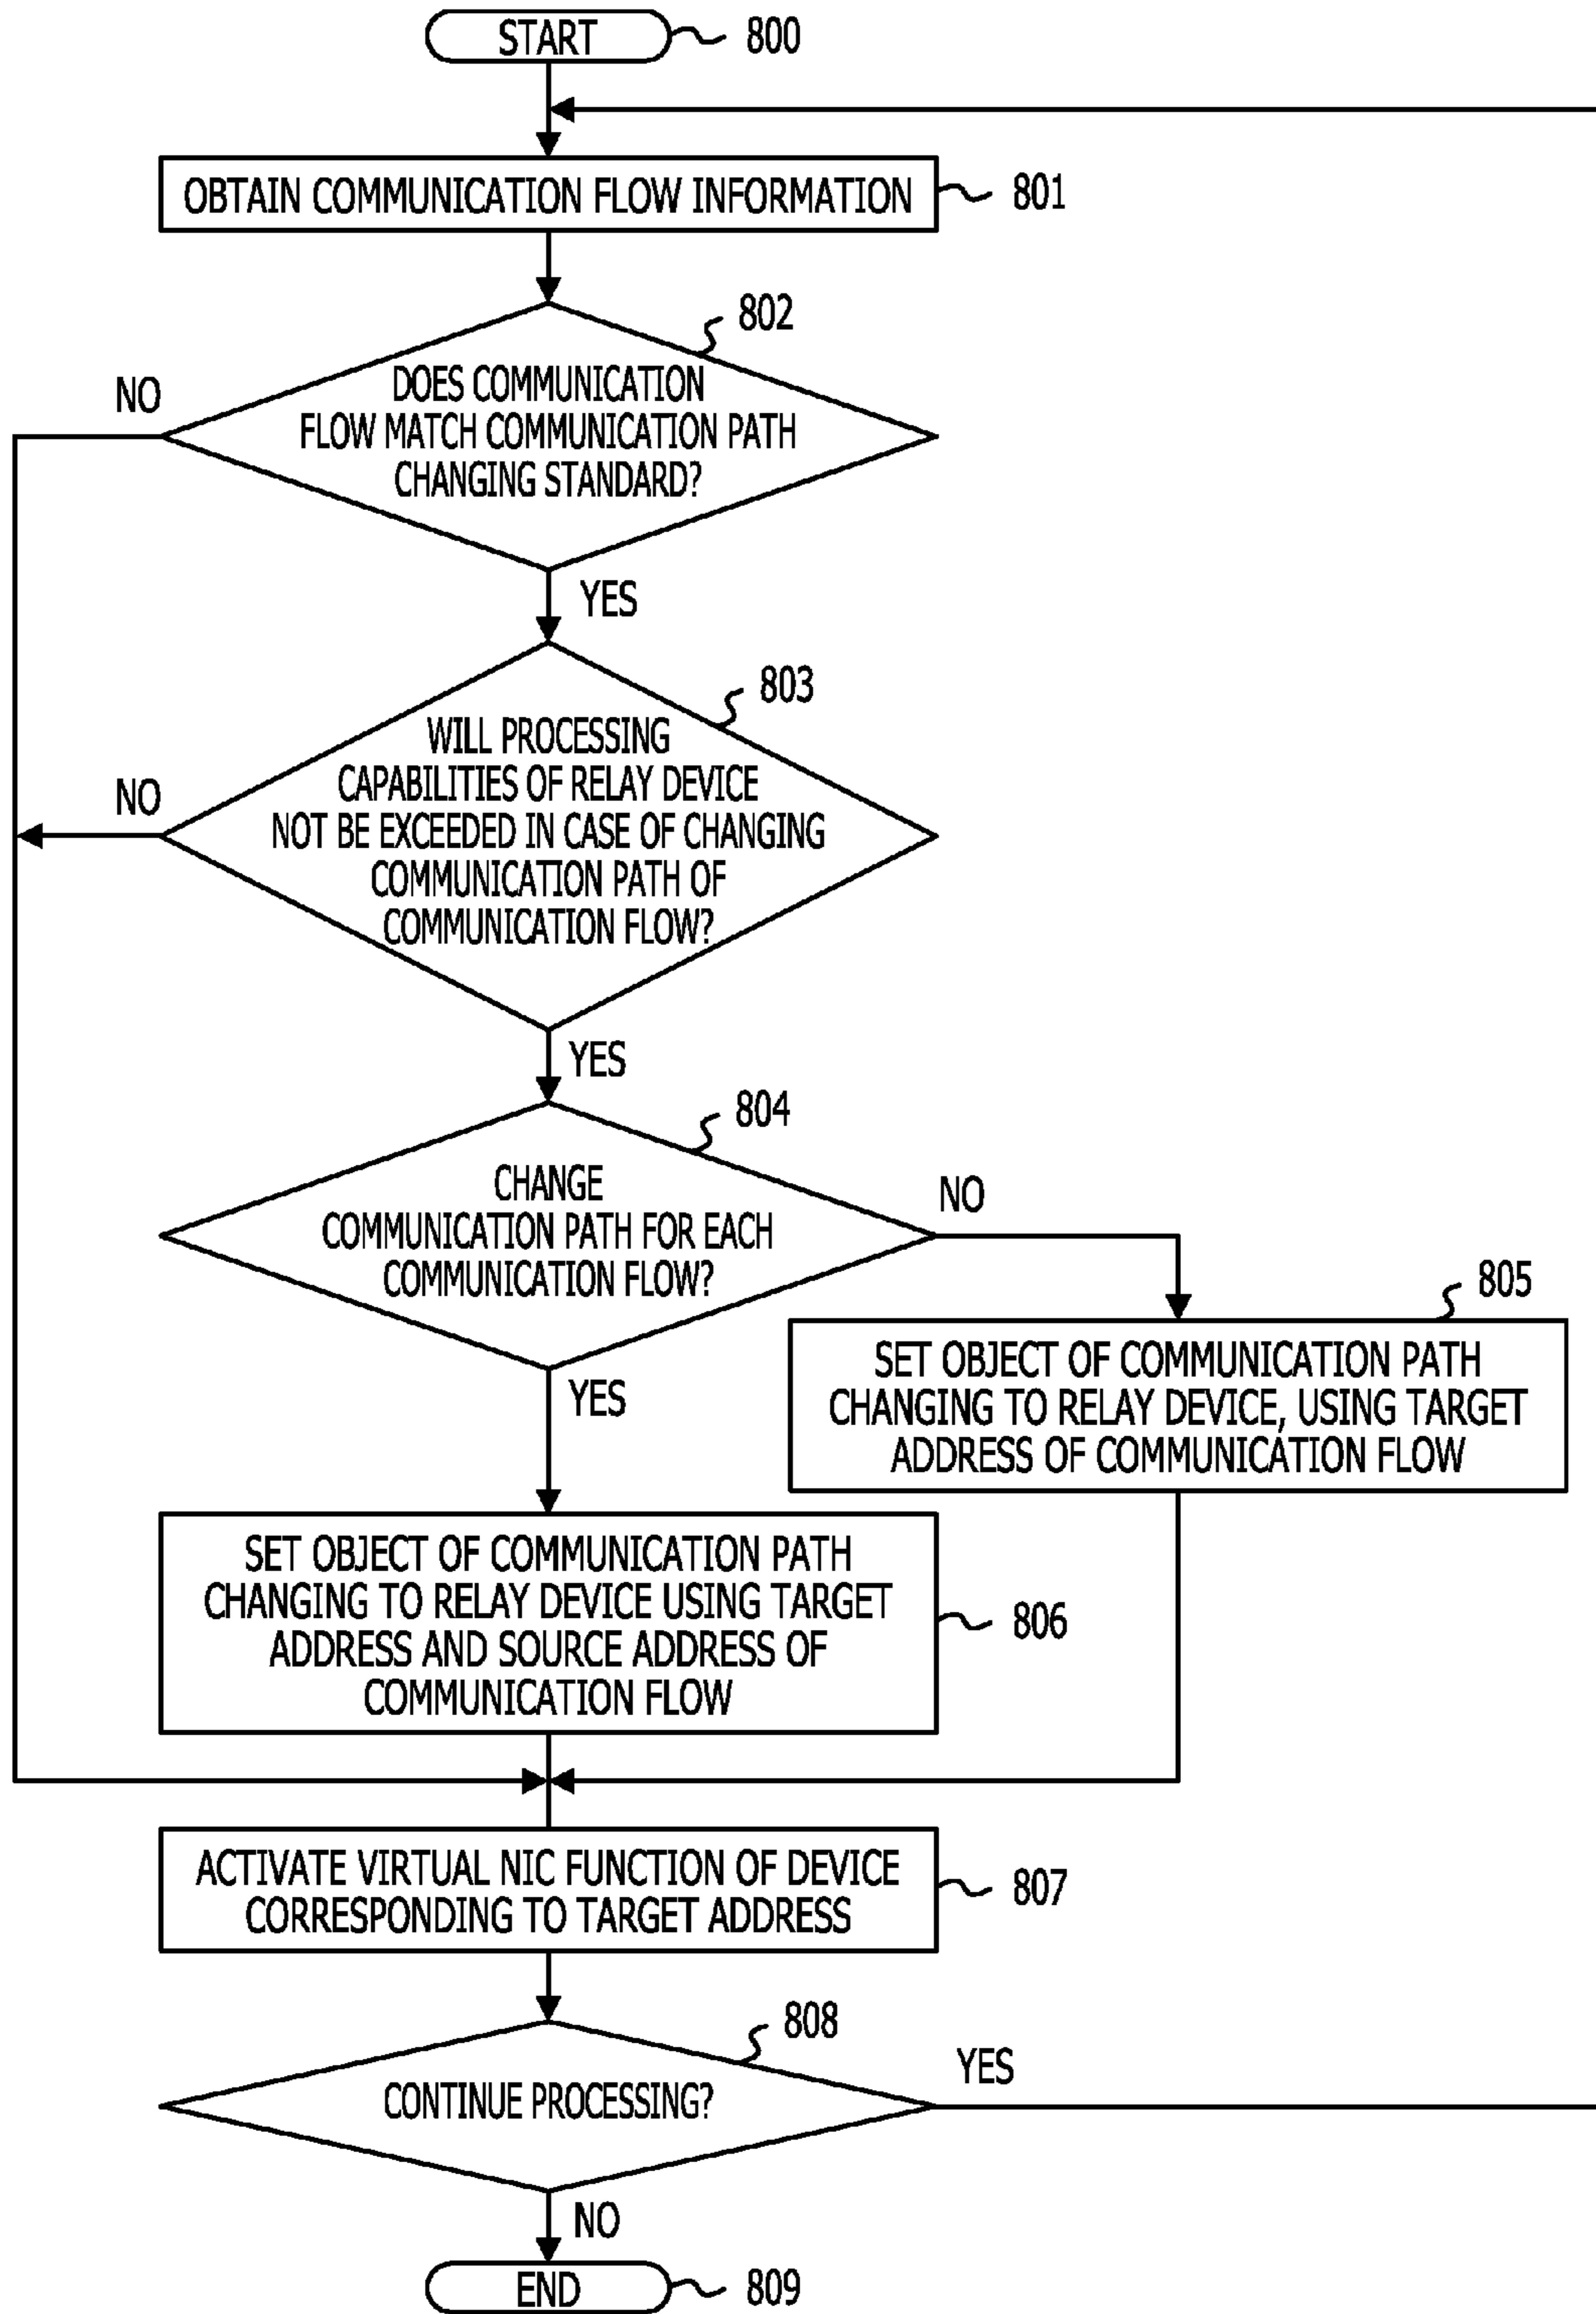 START
800
OBTAIN COMMUNICATION FLOW INFORMATION
801
802
NO
DOES COMMUNICATION
FLOW MATCH COMMUNICATION PATH
CHANGING STANDARD?
YES
803
NO
WILL PROCESSING
CAPABILITIES OF RELAY DEVICE
NOT BE EXCEEDED IN CASE OF CHANGING
COMMUNICATION PATH OF
COMMUNICATION FLOW?
YES
804
CHANGE
COMMUNICATION PATH FOR EACH
COMMUNICATION FLOW?
NO
YES
805
SET OBJECT OF COMMUNICATION PATH
CHANGING TO RELAY DEVICE, USING TARGET
ADDRESS OF COMMUNICATION FLOW
SET OBJECT OF COMMUNICATION PATH
CHANGING TO RELAY DEVICE USING TARGET
ADDRESS AND SOURCE ADDRESS OF
COMMUNICATION FLOW
806
ACTIVATE VIRTUAL NIC FUNCTION OF DEVICE
CORRESPONDING TO TARGET ADDRESS
807
808
CONTINUE PROCESSING?
YES
NO
END
809